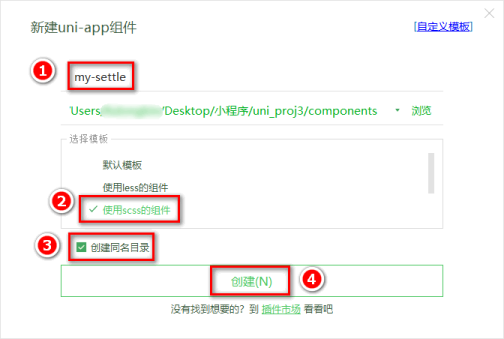 新建uni-app组件
[自定义模板]
1
my-settle
Users/ /Desktop/小程序/uni_proj3/components
浏览
选择模板
默认模板
使用less的组件
2
使用scss的组件
3
创建同名目录
创建(N)
4
没有找到想要的？到 插件市场 看看吧